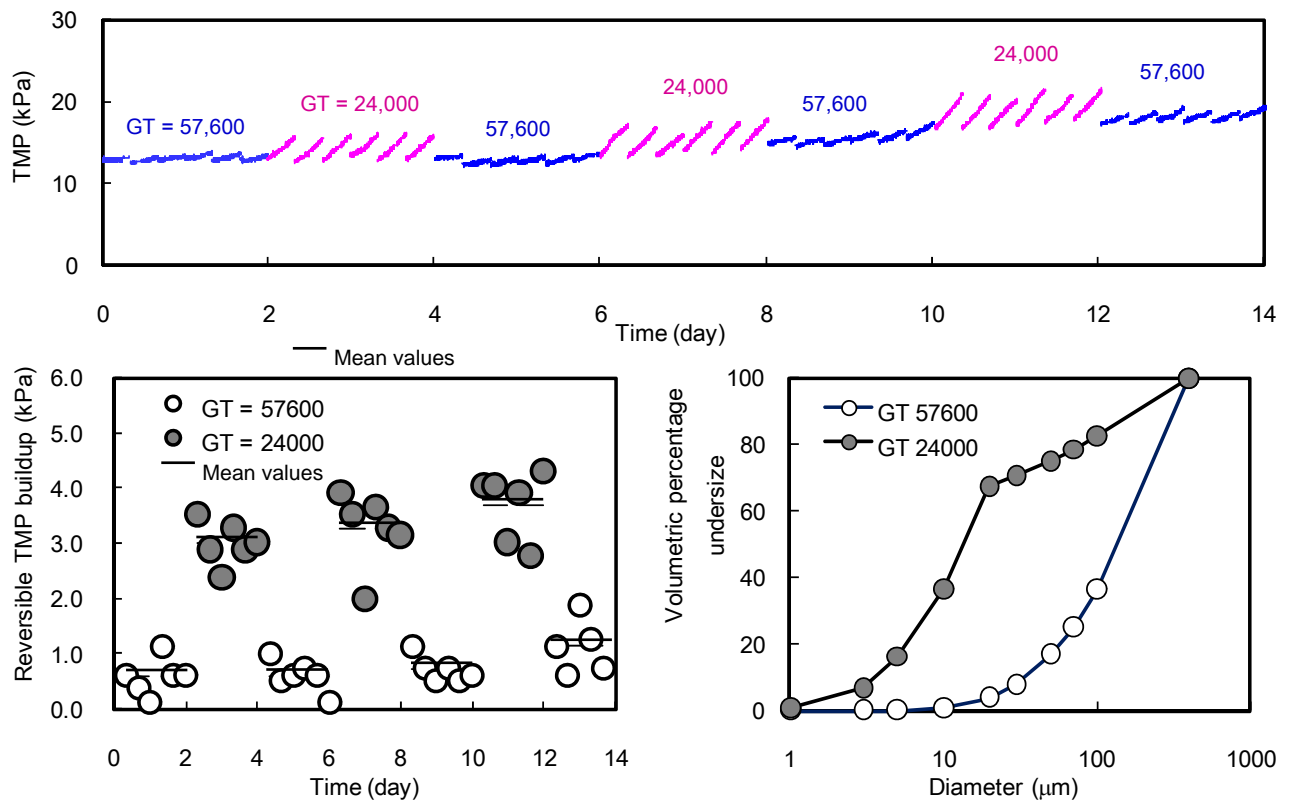 30
20
10
0
TMP (kPa)
GT = 57,600
GT = 24,000
57,600
24,000
57,600
24,000
57,600
0
2
4
6
8
10
12
14
Time (day)
Mean values
6.0
5.0
4.0
3.0
2.0
1.0
0.0
Reversible TMP buildup (kPa)
GT = 57600
GT = 24000
Mean values
0
2
4
6
8
10
12
14
Time (day)
100
80
60
40
20
0
Volumetric percentage
undersize
GT 57600
GT 24000
1
10
100
1000
Diameter (μm)